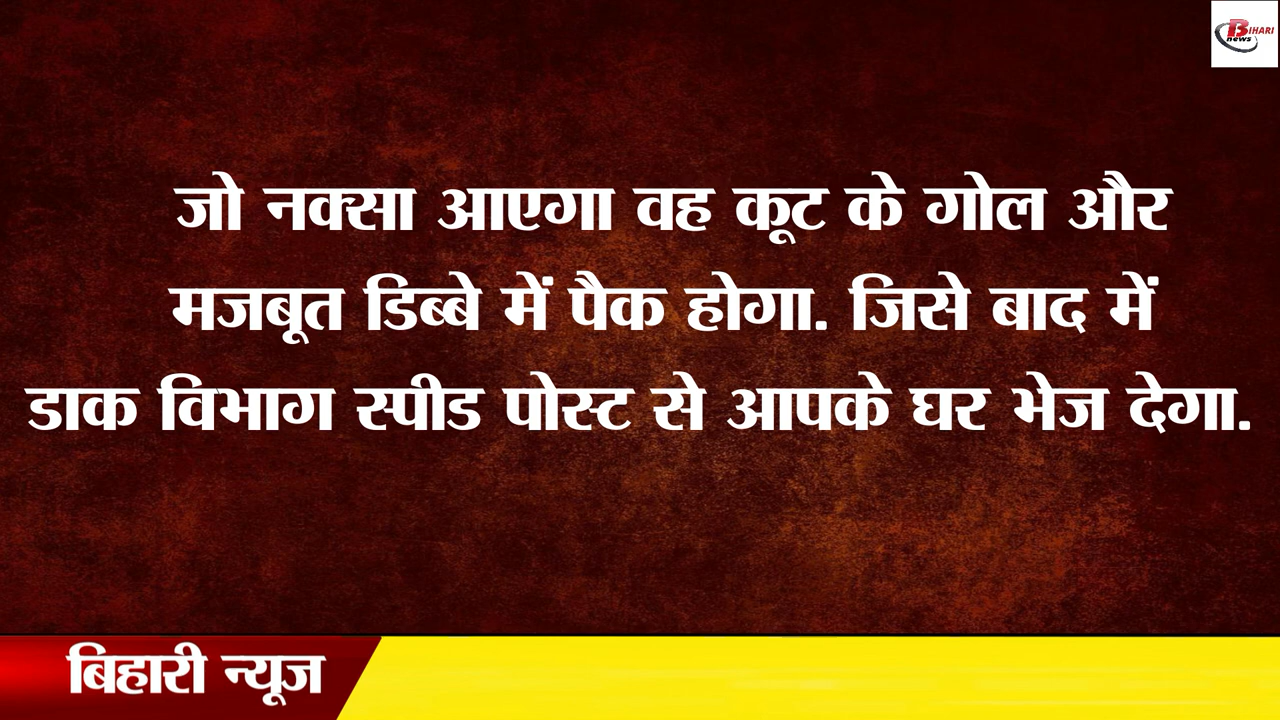 BIHARI
news
जो नक्सा आएगा वह कूट के गोल और
मजबूत डिब्बे में पैक होगा. जिसे बाद में
डाक विभाग स्पीड पोस्ट से आपके घर भेज देगा.
बिहारी न्यूज